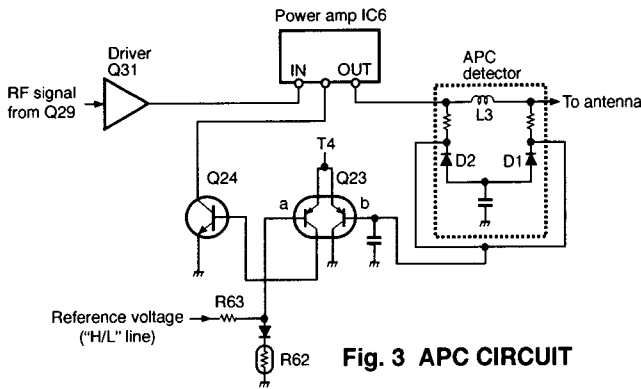 Power amp IC6
Driver
Q31
IN
OUT
APC
detector
RF signal
from Q29
L3
To antenna
T4
D2
D1
Q24
Q23
a
b
R63
Reference voltage
("H/L" line)
R62
Fig. 3 APC CIRCUIT